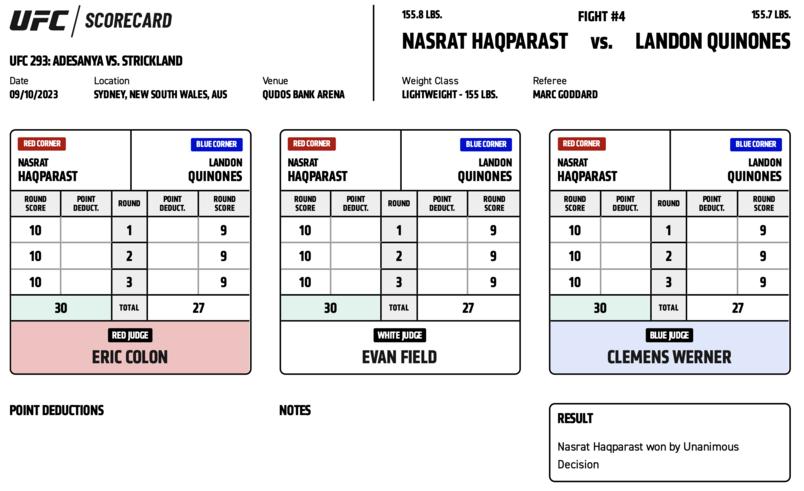 UFC SCORECARD
UFC 293: ADESANYA VS. STRICKLAND
Date Location Venue
09/10/2023 SYDNEY, NEW SOUTH WALES, AUS QUDOS BANK ARENA
155.8 LBS. FIGHT #4 155.7 LBS.
NASRAT HAQPARAST vs. LANDON QUINONES
Weight Class Referee
LIGHTWEIGHT - 155 LBS. MARC GODDARD
RED CORNER BLUE CORNER
NASRAT LANDON
HAQPARAST QUINONES
ROUND SCORE POINT DEDUCT. ROUND POINT DEDUCT. ROUND SCORE
10 1 9
10 2 9
10 3 9
30 TOTAL 27
RED JUDGE
ERIC COLON
RED CORNER BLUE CORNER
NASRAT LANDON
HAQPARAST QUINONES
ROUND SCORE POINT DEDUCT. ROUND POINT DEDUCT. ROUND SCORE
10 1 9
10 2 9
10 3 9
30 TOTAL 27
WHITE JUDGE
EVAN FIELD
RED CORNER BLUE CORNER
NASRAT LANDON
HAQPARAST QUINONES
ROUND SCORE POINT DEDUCT. ROUND POINT DEDUCT. ROUND SCORE
10 1 9
10 2 9
10 3 9
30 TOTAL 27
BLUE JUDGE
CLEMENS WERNER
POINT DEDUCTIONS
NOTES
RESULT
Nasrat Haqparast won by Unanimous
Decision